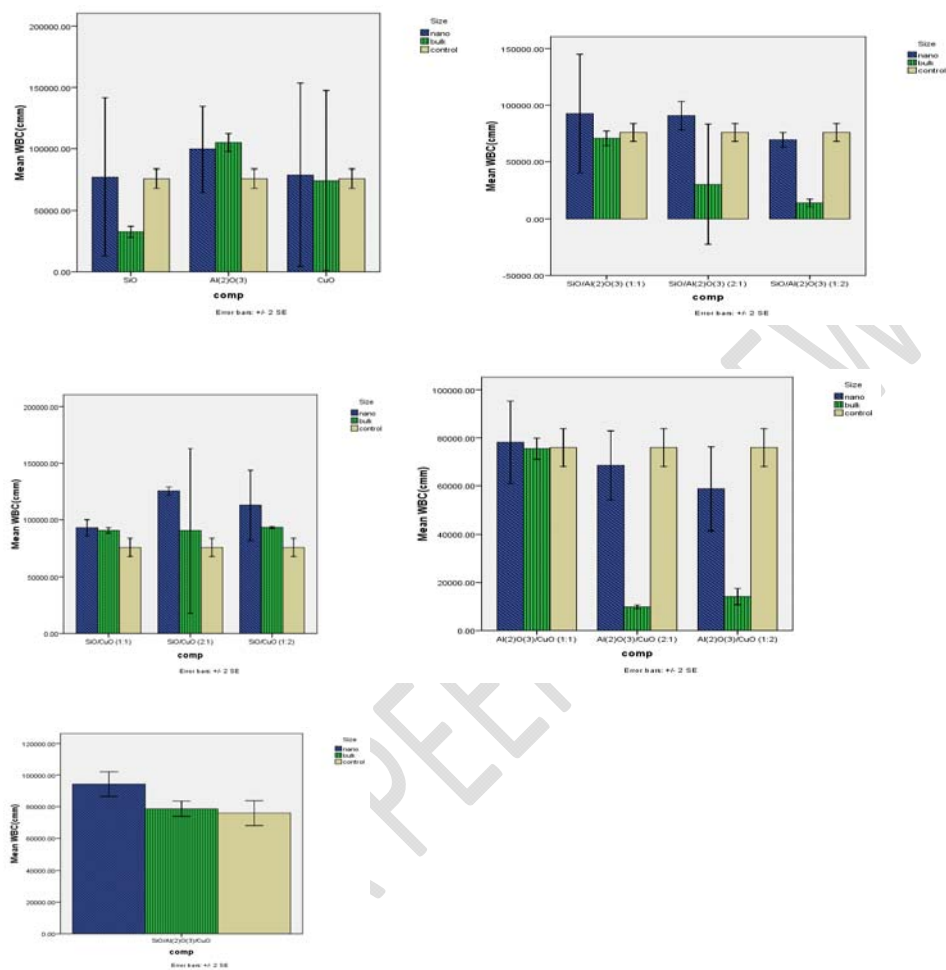 Size
nano
bulk
control
200000.00
150000.00
100000.00
50000.00
0.00
Mean WBC(cmm)
SiO
Al(2)O(3)
CuO
comp
Error bars: +/- 2 SE
Size
nano
bulk
control
150000.00
100000.00
50000.00
0.00
-50000.00
Mean WBC(cmm)
SiO/Al(2)O(3) (1:1)
SiO/Al(2)O(3) (2:1)
SiO/Al(2)O(3) (1:2)
comp
Error bars: +/- 2 SE
Size
nano
bulk
control
200000.00
150000.00
100000.00
50000.00
0.00
Mean WBC(cmm)
SiO/CuO (1:1)
SiO/CuO (2:1)
SiO/CuO (1:2)
comp
Error bars: +/- 2 SE
Size
nano
bulk
control
100000.00
80000.00
60000.00
40000.00
20000.00
0.00
Mean WBC(cmm)
Al(2)O(3)/CuO (1:1)
Al(2)O(3)/CuO (2:1)
Al(2)O(3)/CuO (1:2)
comp
Error bars: +/- 2 SE
Size
nano
bulk
control
120000.00
100000.00
80000.00
60000.00
40000.00
20000.00
0.00
Mean WBC(cmm)
SiO/Al(2)O(3)/CuO
comp
Error bars: +/- 2 SE
PEE
EW